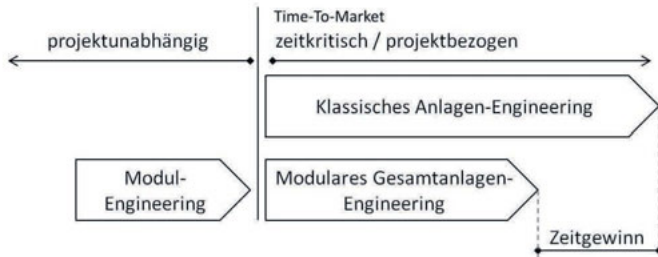 Time-To-Market
projektunabhängig
zeitkritisch / projektbezogen
Klassisches Anlagen-Engineering
Modul-
Engineering
Modulares Gesamtanlagen-
Engineering
Zeitgewinn